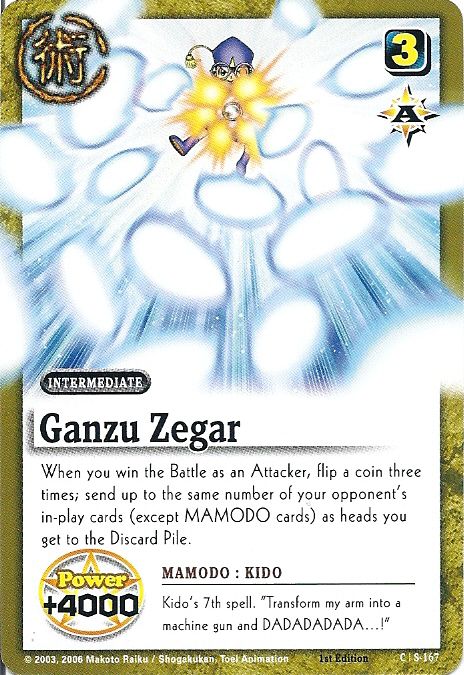 術
3
A
INTERMEDIATE
Ganzu Zegar
When you win the Battle as an Attacker, flip a coin three
times; send up to the same number of your opponent's
in-play cards (except MAMODO cards) as heads you
get to the Discard Pile.
Power
+4000
MAMODO : KIDO
Kido's 7th spell. "Transform my arm into a
machine gun and DADADADADA...!"
© 2003, 2006 Makoto Raiku / Shogakukan, Toei Animation 1st Edition C | S-167